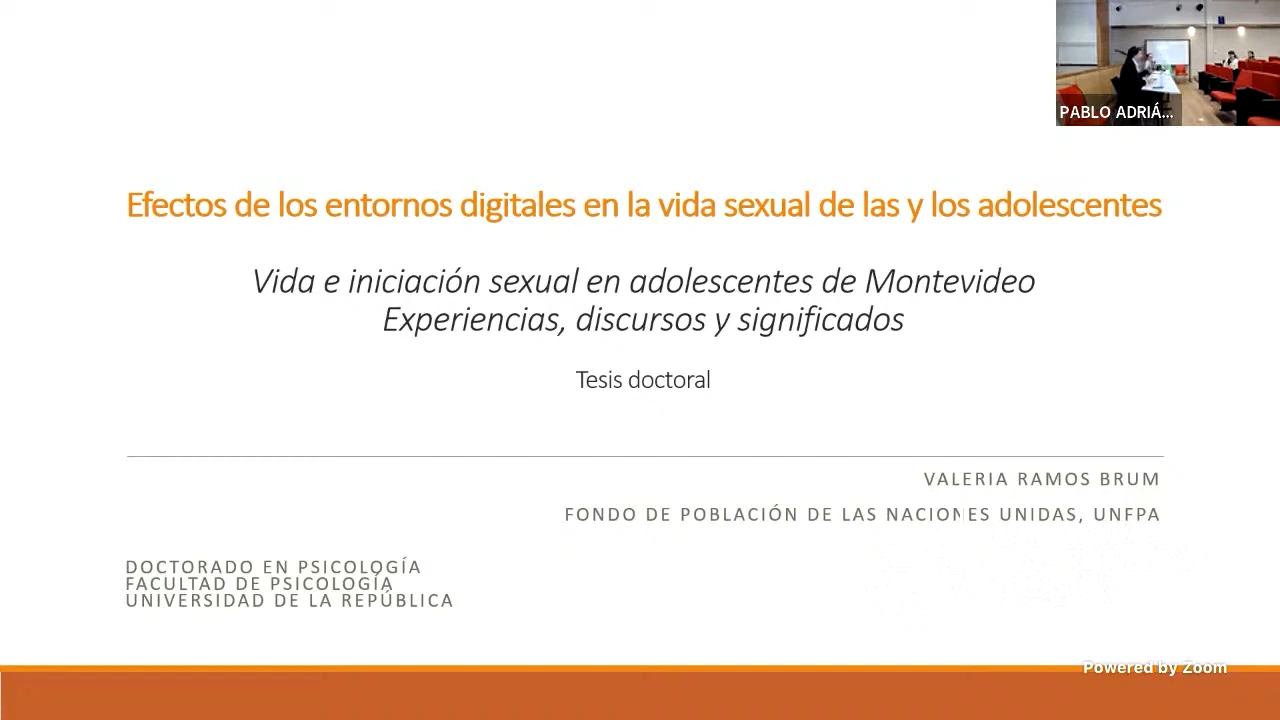 PABLO ADRIÁ...
Efectos de los entornos digitales en la vida sexual de las y los adolescentes
Vida e iniciación sexual en adolescentes de Montevideo
Experiencias, discursos y significados
Tesis doctoral
VALERIA RAMOS BRUM
FONDO DE POBLACIÓN DE LAS NACIONES UNIDAS, UNFPA
DOCTORADO EN PSICOLOGÍA
FACULTAD DE PSICOLOGÍA
UNIVERSIDAD DE LA REPÚBLICA
Powered by Zoom